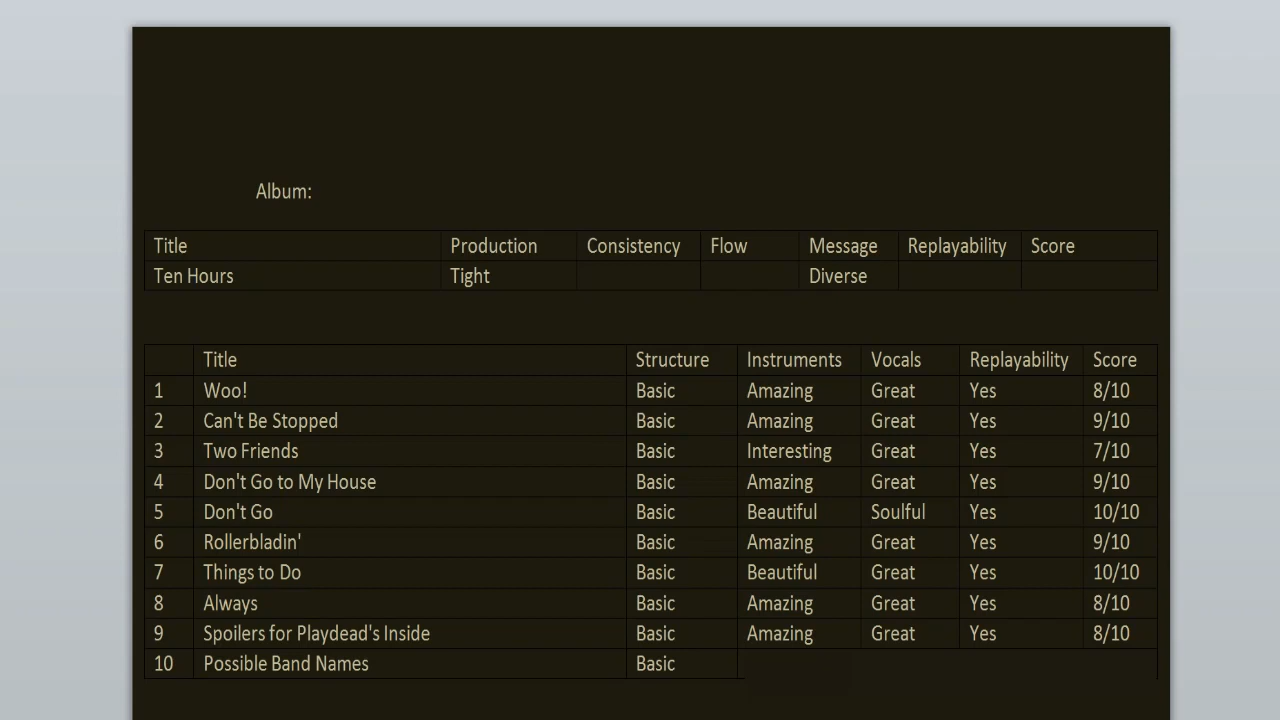 Album:
Title Production Consistency Flow Message Replayability Score
Ten Hours Tight Diverse
Title Structure Instruments Vocals Replayability Score
1 Woo! Basic Amazing Great Yes 8/10
2 Can't Be Stopped Basic Amazing Great Yes 9/10
3 Two Friends Basic Interesting Great Yes 7/10
4 Don't Go to My House Basic Amazing Great Yes 9/10
5 Don't Go Basic Beautiful Soulful Yes 10/10
6 Rollerbladin' Basic Amazing Great Yes 9/10
7 Things to Do Basic Beautiful Great Yes 10/10
8 Always Basic Amazing Great Yes 8/10
9 Spoilers for Playdead's Inside Basic Amazing Great Yes 8/10
10 Possible Band Names Basic